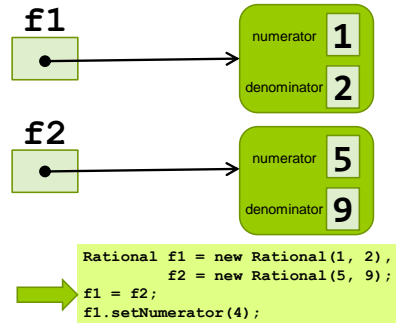 f1
numerator 1
denominator 2
f2
numerator 5
denominator 9
Rational f1 = new Rational(1, 2),
f2 = new Rational(5, 9);
f1 = f2;
f1.setNumerator(4);